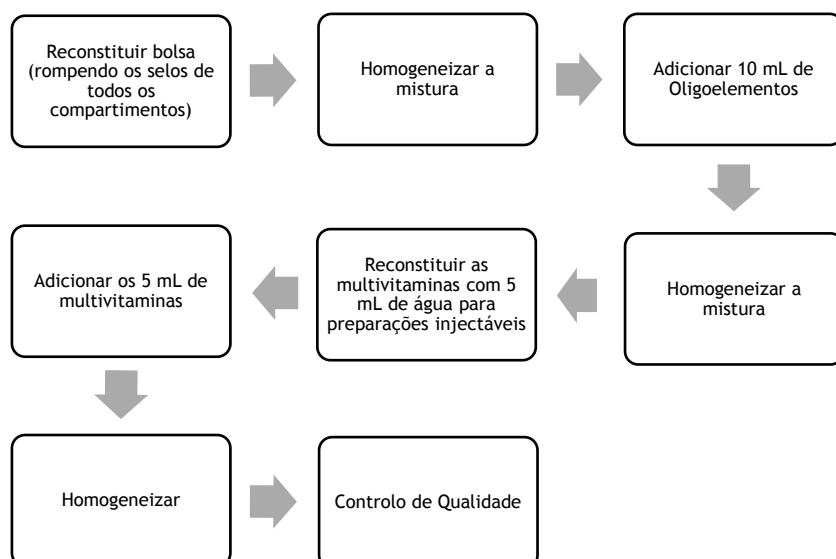 Reconstituir bolsa
(rompendo os selos de
todos os
compartimentos)
Homogeneizar a
mistura
Adicionar 10 mL de
Oligoelementos
Homogeneizar a
mistura
Reconstituir as
multivitaminas com 5
mL de água para
preparações injectáveis
Adicionar os 5 mL de
multivitaminas
Homogeneizar
Controlo de Qualidade